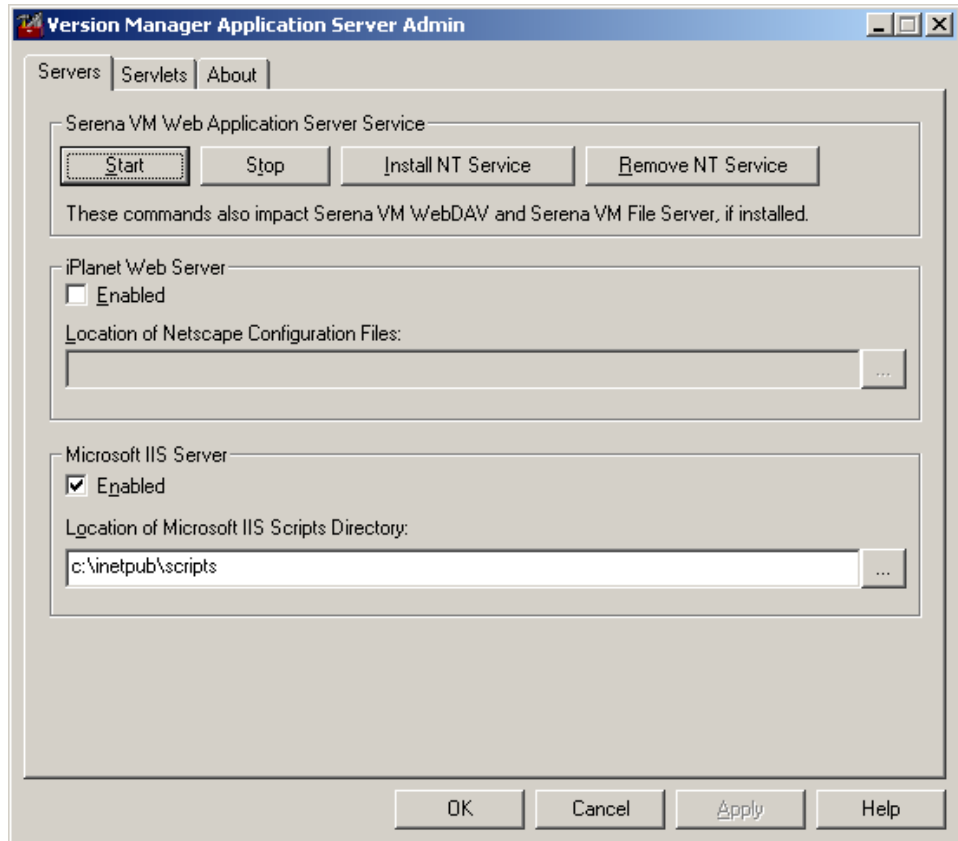 Version Manager Application Server Admin
Servers Servlets About
Serena VM Web Application Server Service
Start Stop Install NT Service Remove NT Service
These commands also impact Serena VM WebDAV and Serena VM File Server, if installed.
iPlanet Web Server
Enabled
Location of Netscape Configuration Files:
...
Microsoft IIS Server
Enabled
Location of Microsoft IIS Scripts Directory:
c:\inetpub\scripts ...
OK Cancel Apply Help